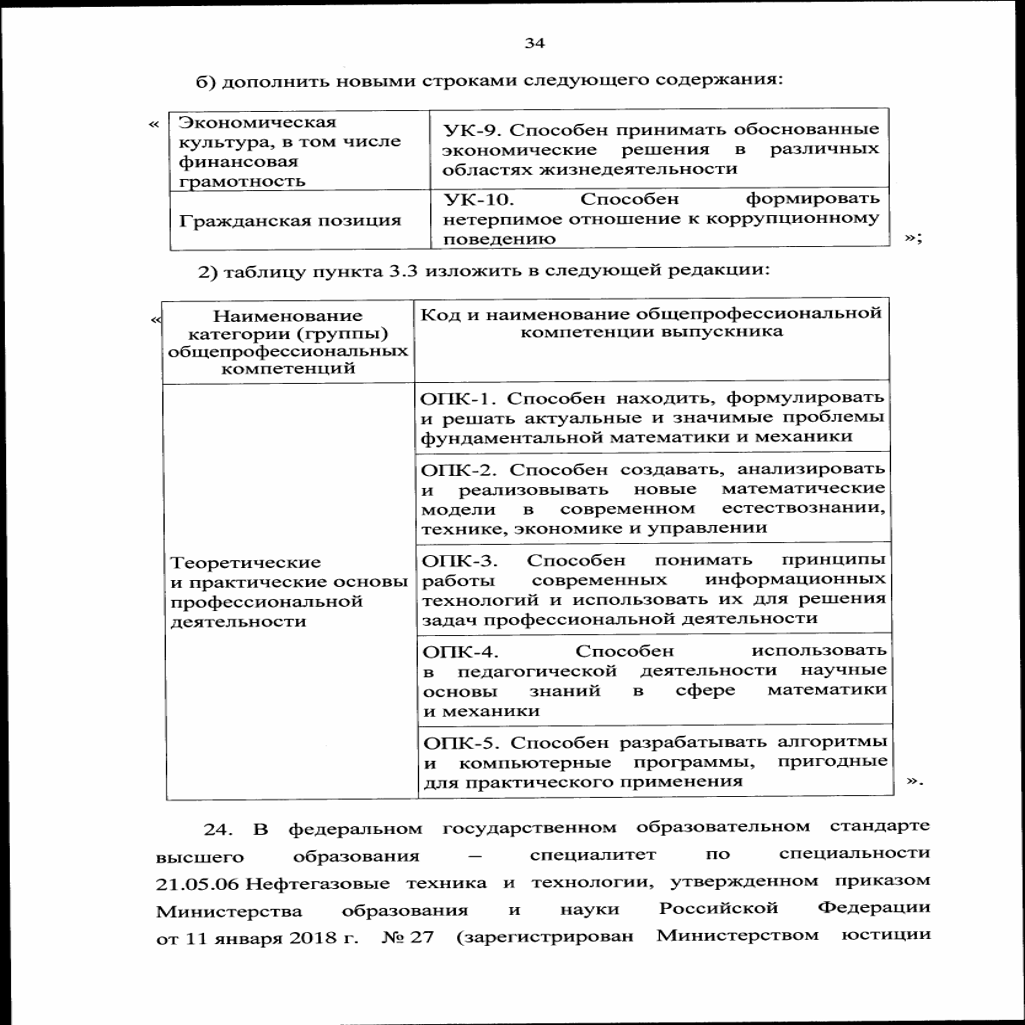 34
б) дополнить новыми строками следующего содержания:
«
Экономическая
культура, в том числе
финансовая
грамотность
УК-9. Способен принимать обоснованные
экономические решения в различных
областях жизнедеятельности
Гражданская позиция
УК-10. Способен формировать
нетерпимое отношение к коррупционному
поведению
»;
2) таблицу пункта 3.3 изложить в следующей редакции:
«
Наименование
категории (группы)
общепрофессиональных
компетенций
Код и наименование общепрофессиональной
компетенции выпускника
Теоретические
и практические основы
профессиональной
деятельности
ОПК-1. Способен находить, формулировать
и решать актуальные и значимые проблемы
фундаментальной математики и механики
ОПК-2. Способен создавать, анализировать
и реализовывать новые математические
модели в современном естествознании,
технике, экономике и управлении
ОПК-3. Способен понимать принципы
работы современных информационных
технологий и использовать их для решения
задач профессиональной деятельности
ОПК-4. Способен использовать
в педагогической деятельности научные
основы знаний в сфере математики
и механики
ОПК-5. Способен разрабатывать алгоритмы
и компьютерные программы, пригодные
для практического применения
».
24. В федеральном государственном образовательном стандарте
высшего образования – специалитет по специальности
21.05.06 Нефтегазовые техника и технологии, утвержденном приказом
Министерства образования и науки Российской Федерации
от 11 января 2018 г. № 27 (зарегистрирован Министерством юстиции